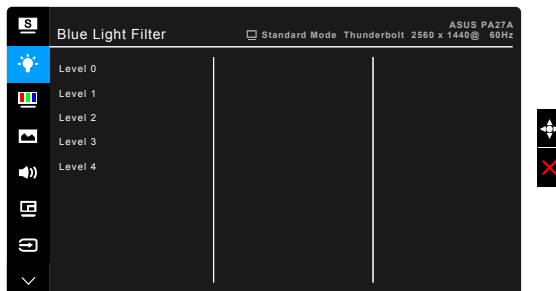 S
ASUS PA27A
Blue Light Filter
Standard Mode Thunderbolt 2560 x 1440@ 60Hz
Level 0
Level 1
Level 2
Level 3
Level 4